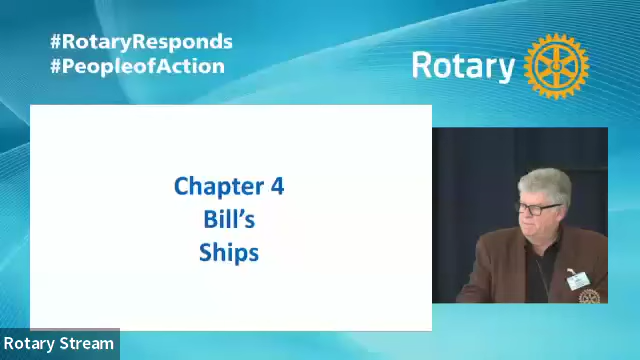 #RotaryResponds
#PeopleofAction
Rotary
Chapter 4
Bill's
Ships
Rotary Stream